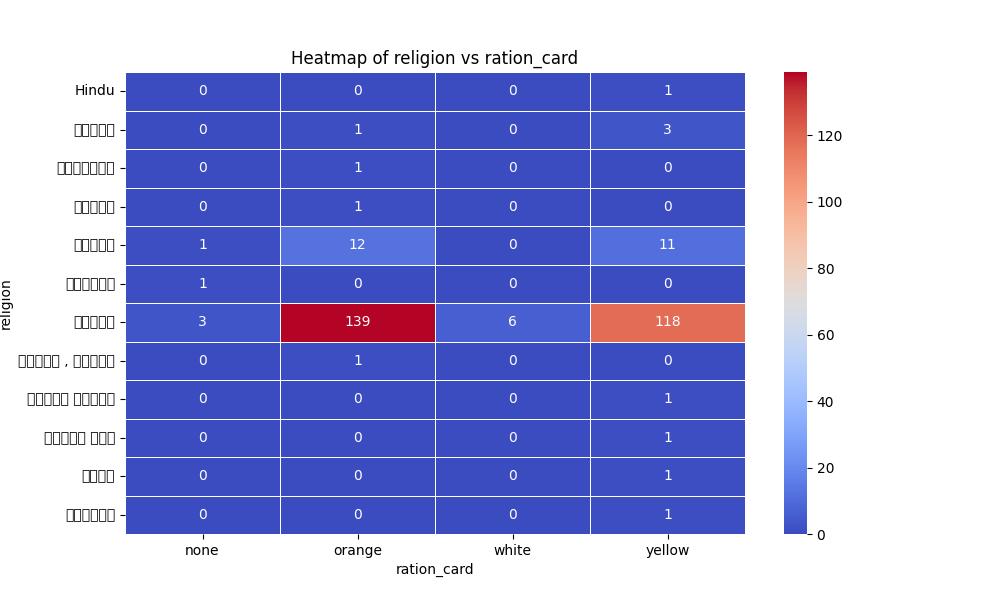 Heatmap of religion vs ration_card
religion
Hindu 0 0 0 1
0 1 0 3
0 1 0 0
0 1 0 0
1 12 0 11
1 0 0 0
3 139 6 118
0 1 0 0
0 0 0 1
0 0 0 1
0 0 0 1
0 0 0 1
none orange white yellow
ration_card
120
100
80
60
40
20
0